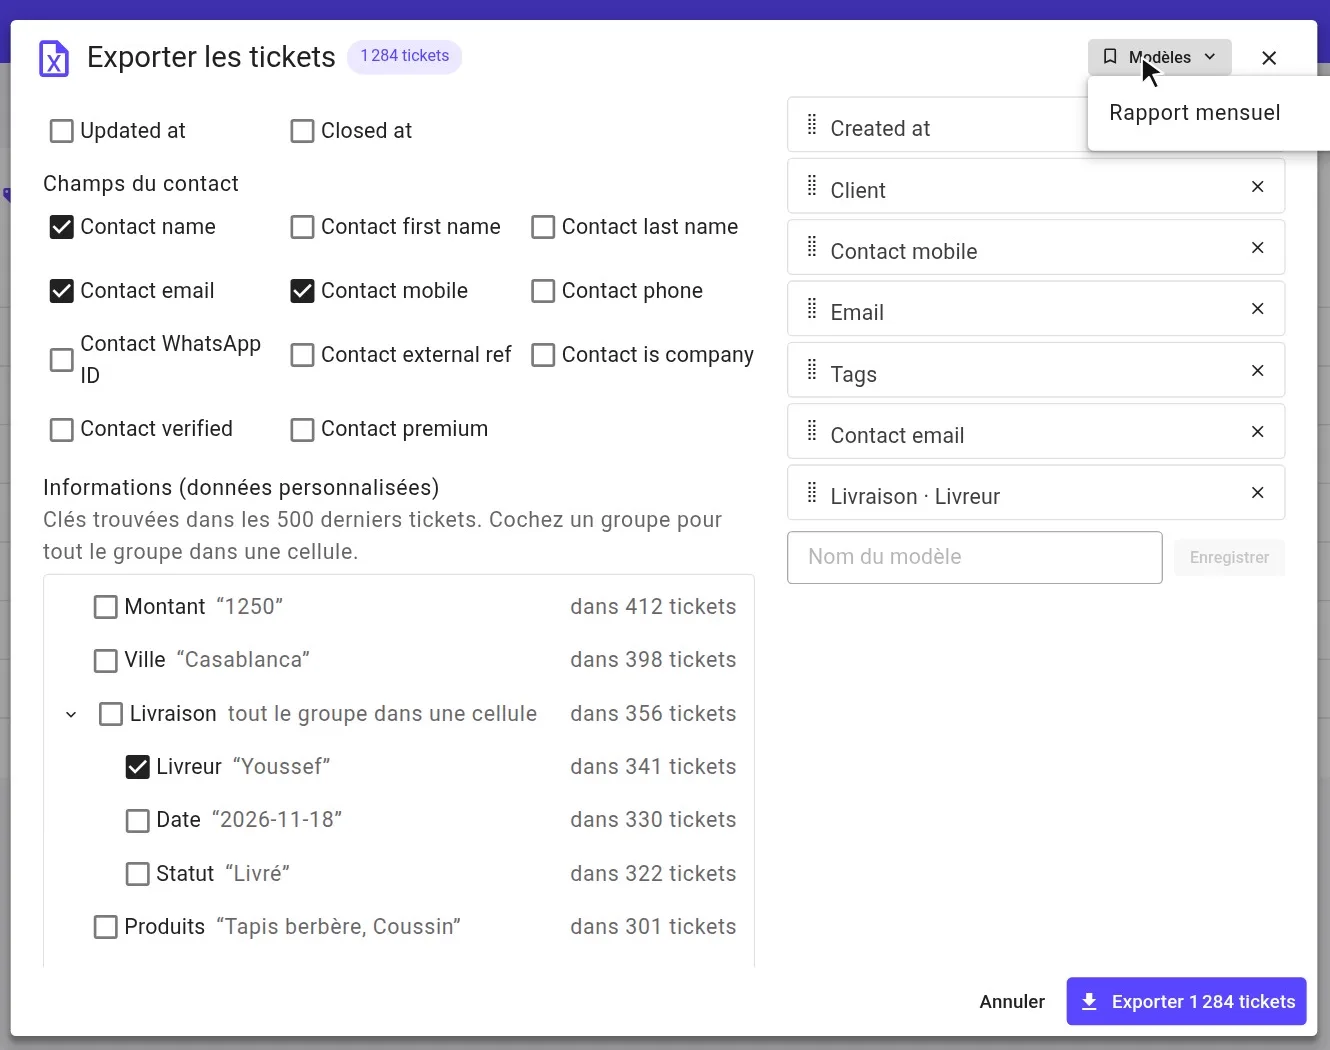 Exporter les tickets
1 284 tickets
Modèles
Rapport mensuel
Updated at
Closed at
Champs du contact
Contact name
Contact first name
Contact last name
Contact email
Contact mobile
Contact phone
Contact WhatsApp
ID
Contact external ref
Contact is company
Contact verified
Contact premium
Informations (données personnalisées)
Clés trouvées dans les 500 derniers tickets. Cochez un groupe pour
tout le groupe dans une cellule.
Montant “1250” dans 412 tickets
Ville “Casablanca” dans 398 tickets
Livraison tout le groupe dans une cellule dans 356 tickets
Livreur “Youssef” dans 341 tickets
Date “2026-11-18” dans 330 tickets
Statut “Livré” dans 322 tickets
Produits “Tapis berbère, Coussin” dans 301 tickets
Created at
Client
Contact mobile
Email
Tags
Contact email
Livraison · Livreur
Nom du modèle
Enregistrer
Annuler
Exporter 1 284 tickets